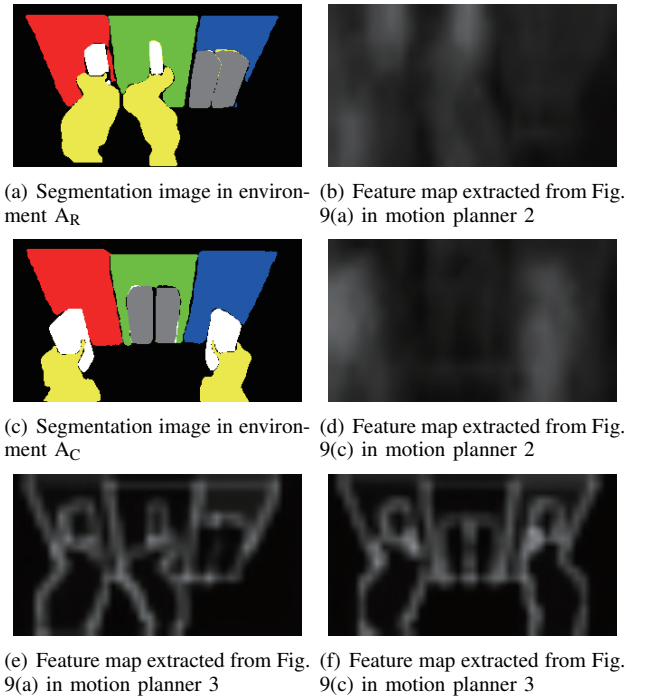 (a) Segmentation image in environ-
ment A_R
(b) Feature map extracted from Fig.
9(a) in motion planner 2
(c) Segmentation image in environ-
ment A_C
(d) Feature map extracted from Fig.
9(c) in motion planner 2
(e) Feature map extracted from Fig.
9(a) in motion planner 3
(f) Feature map extracted from Fig.
9(c) in motion planner 3